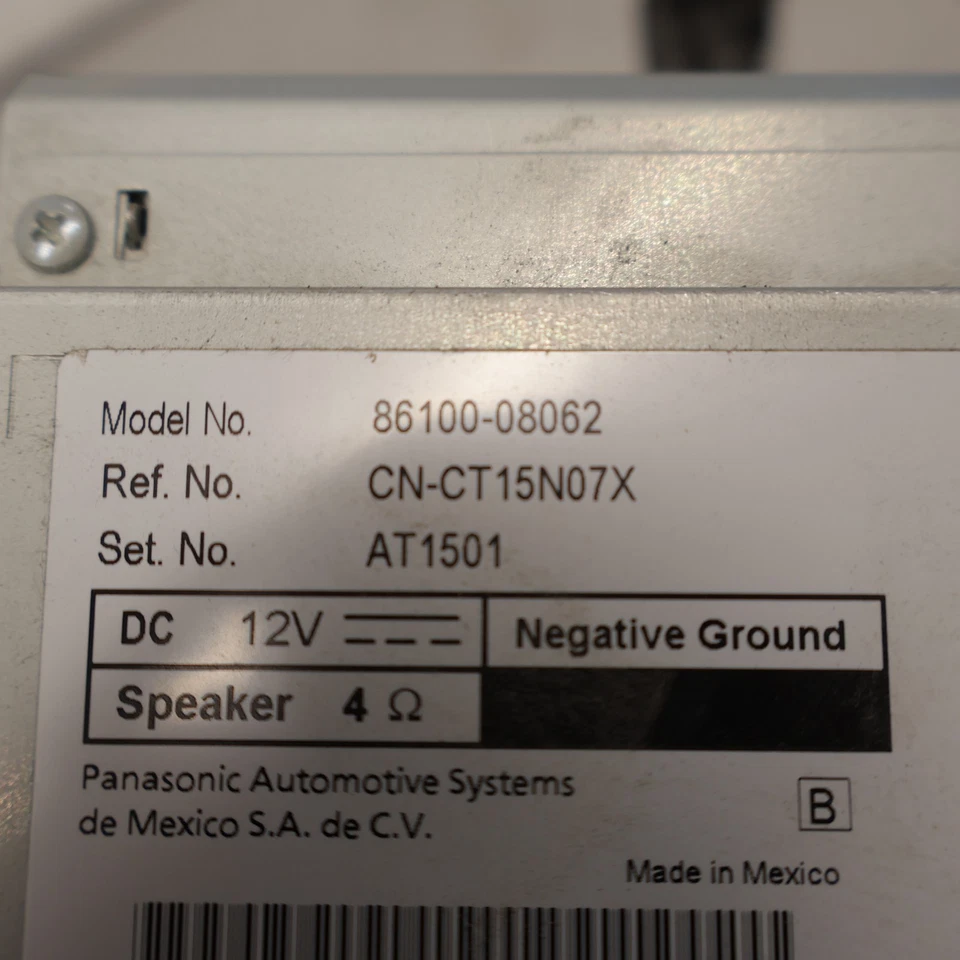 Model No. 86100-08062
Ref. No. CN-CT15N07X
Set. No. AT1501
DC 12V Negative Ground
Speaker 4 Ω
Panasonic Automotive Systems
de Mexico S.A. de C.V.
B
Made in Mexico